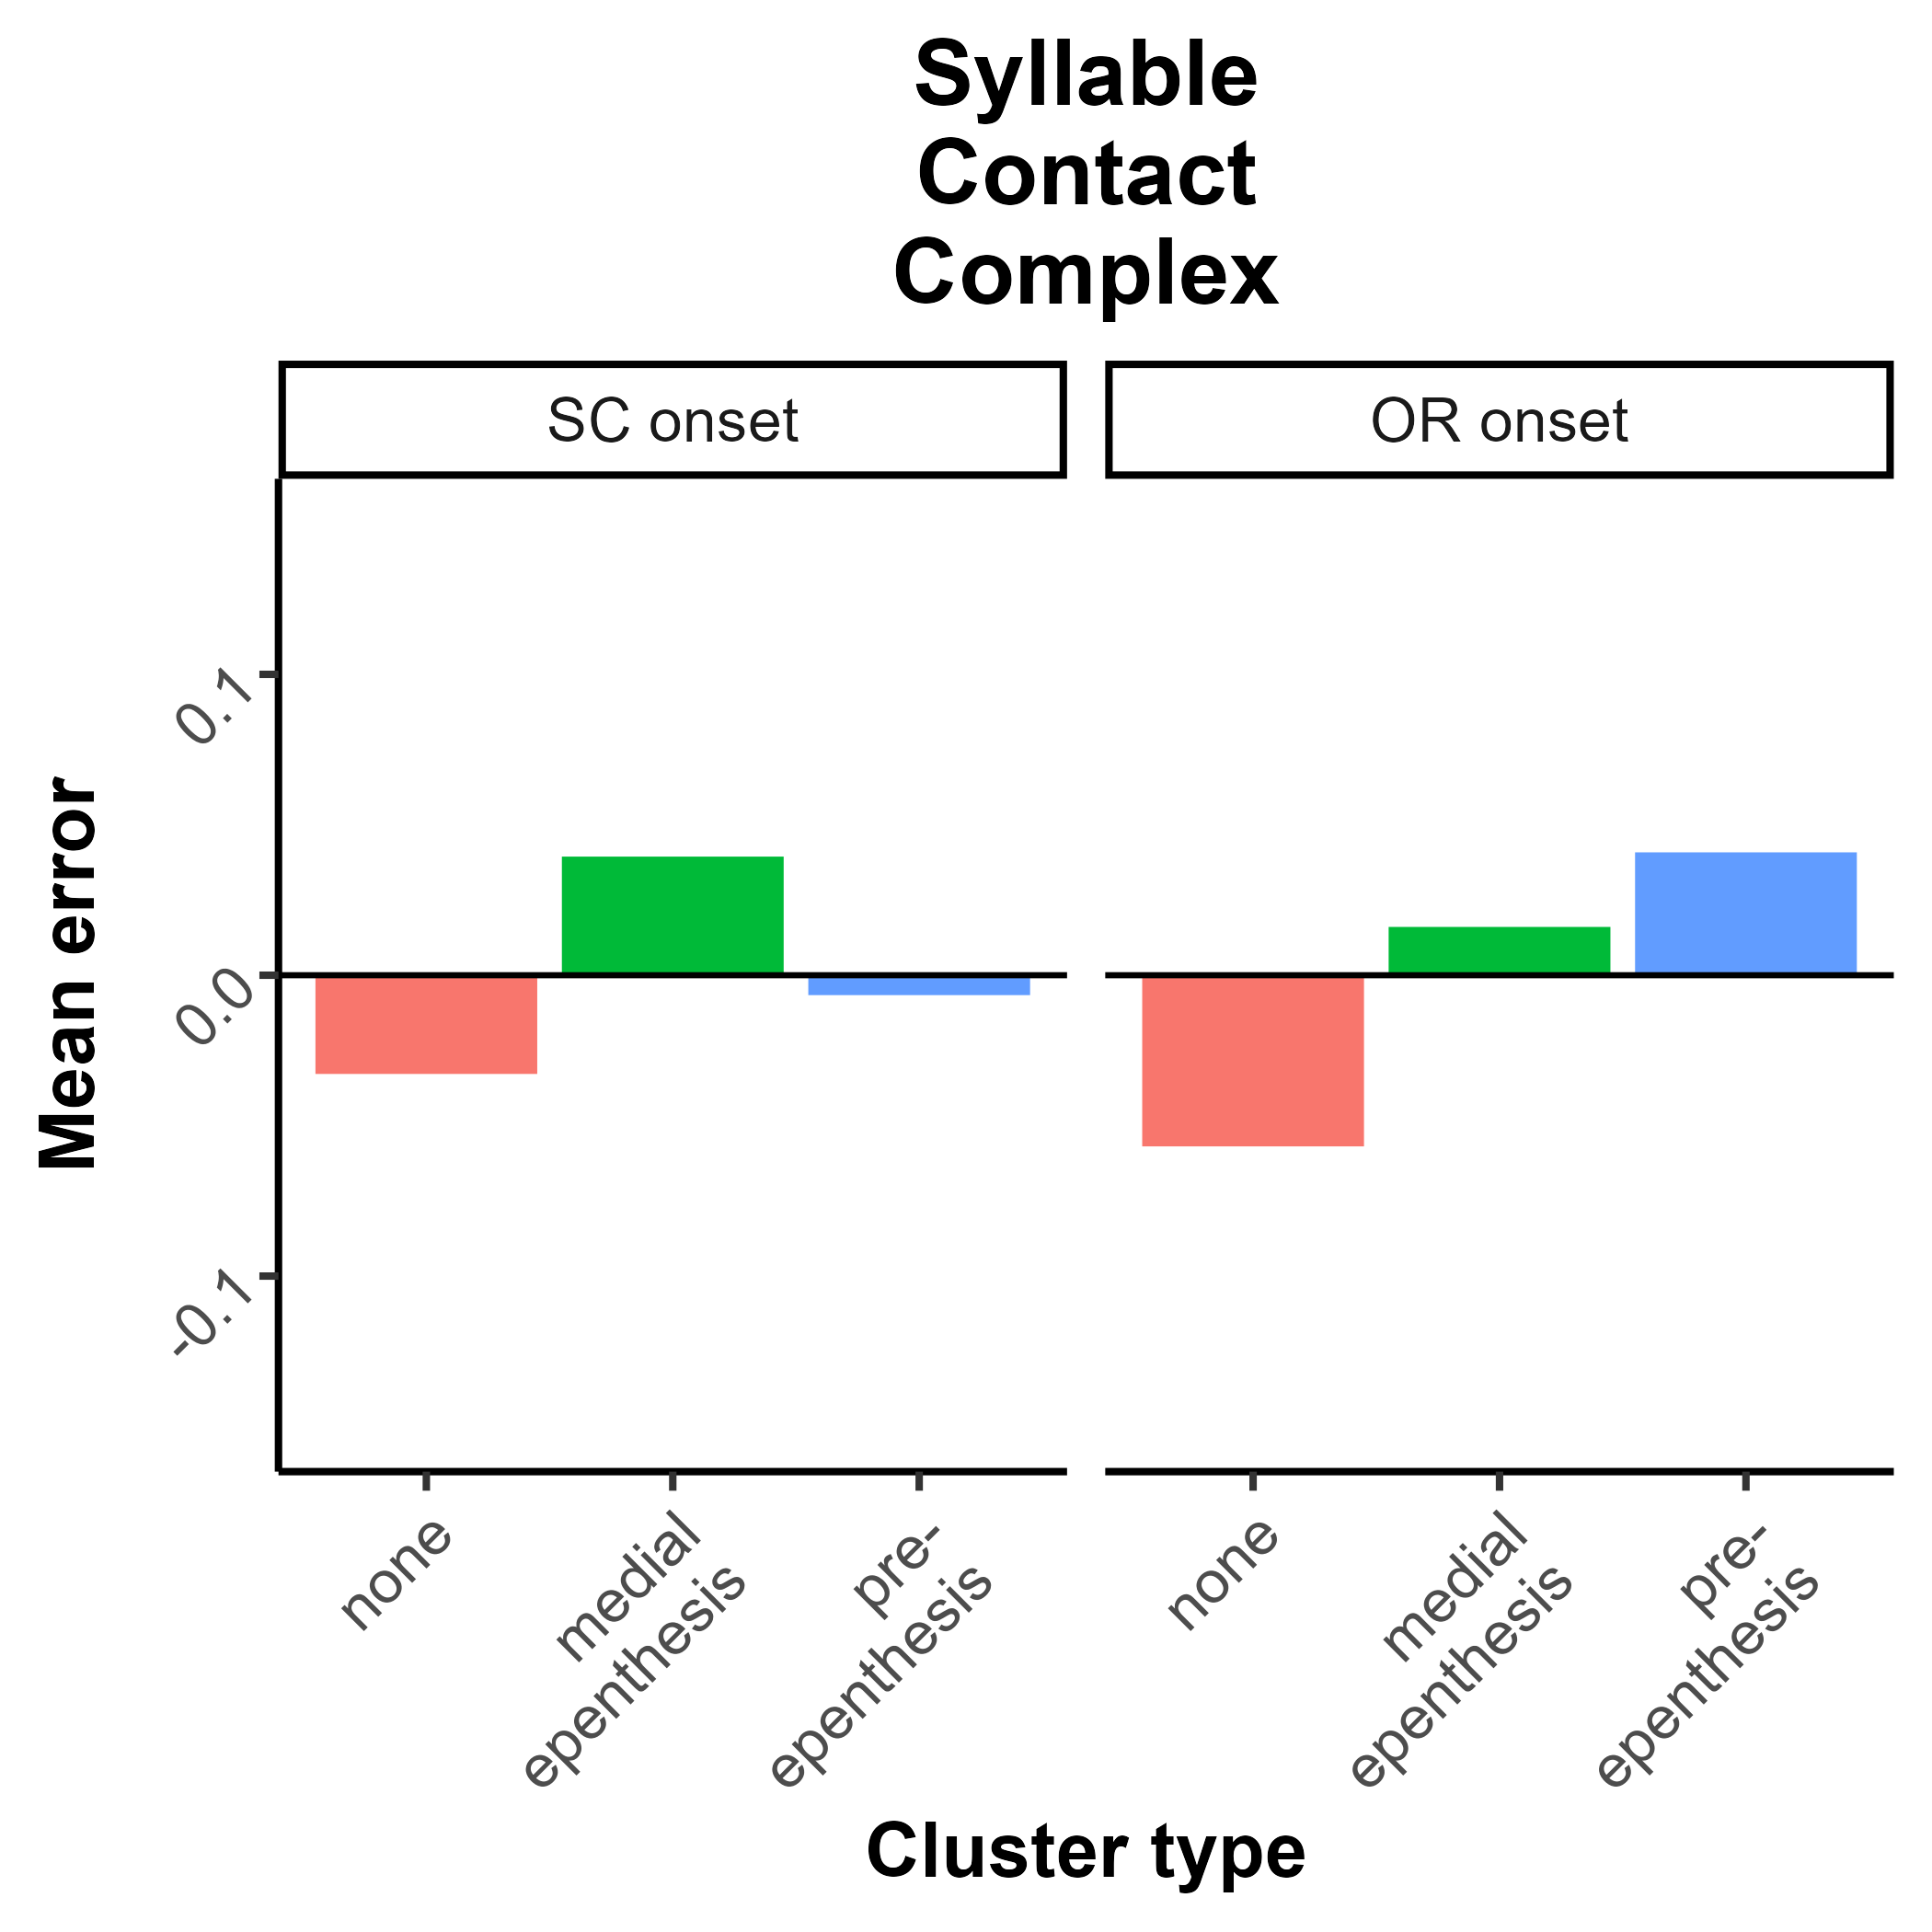 Syllable
Contact
Complex
SC onset
OR onset
Mean error
0.1
0.0
-0.1
none
medial
epenthesis
pre-
epenthesis
none
medial
epenthesis
pre-
epenthesis
Cluster type